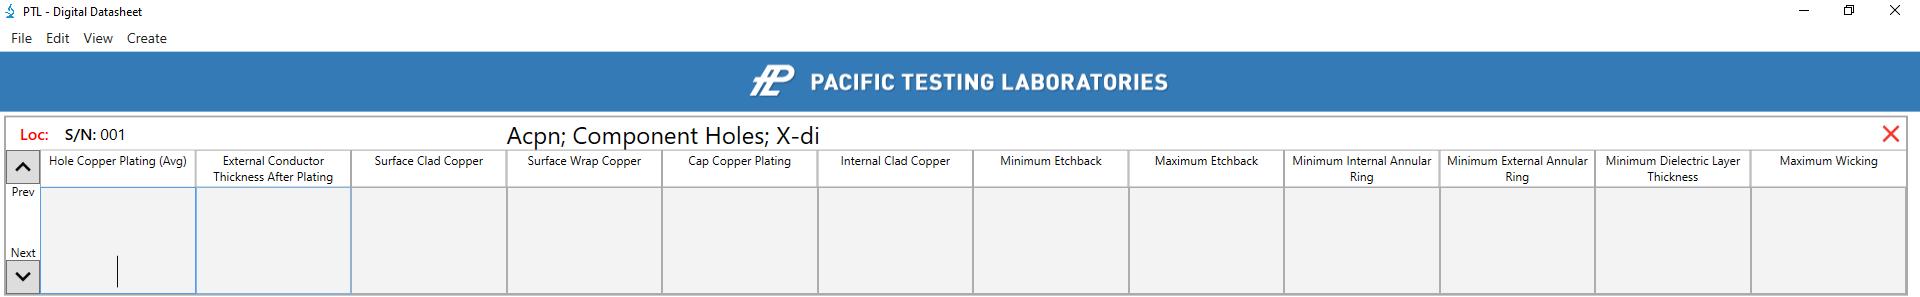 PTL - Digital Datasheet
File Edit View Create
PACIFIC TESTING LABORATORIES
Loc: S/N: 001 Acpn; Component Holes; X-di
Hole Copper Plating (Avg)
External Conductor
Thickness After Plating
Surface Clad Copper
Surface Wrap Copper
Cap Copper Plating
Internal Clad Copper
Minimum Etchback
Maximum Etchback
Minimum Internal Annular
Ring
Minimum External Annular
Ring
Minimum Dielectric Layer
Thickness
Maximum Wicking
Prev
Next